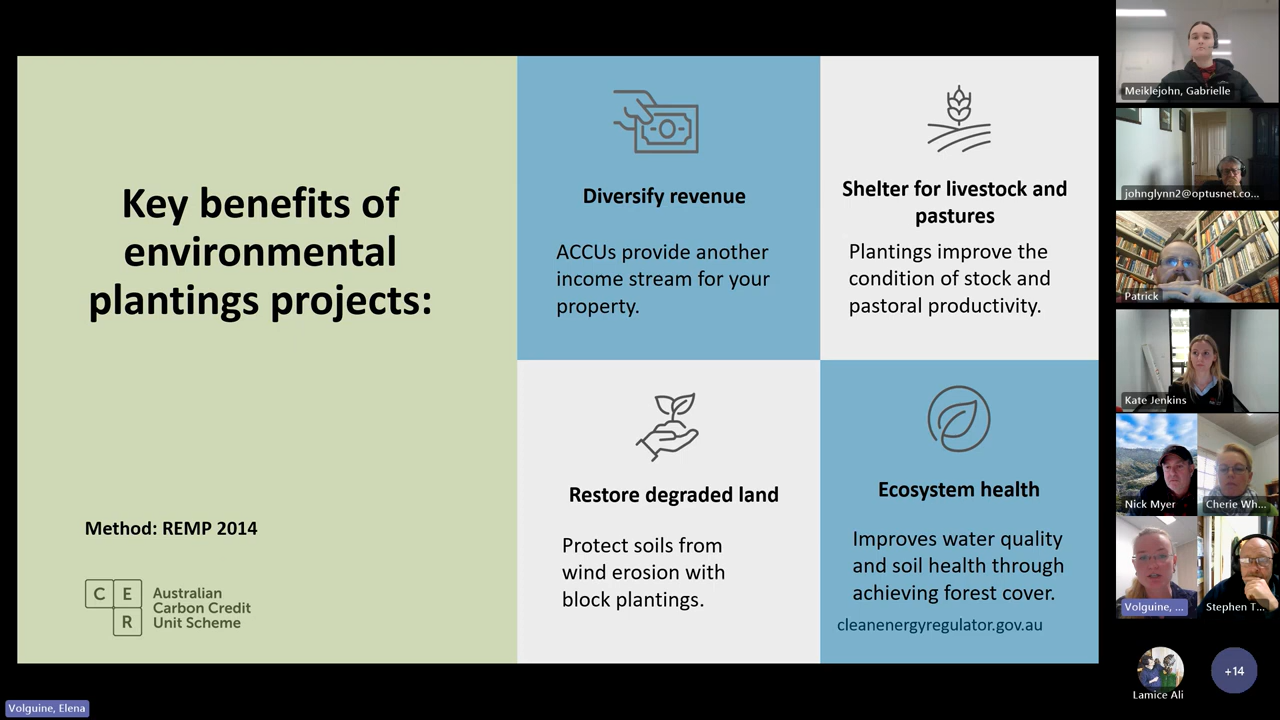 Key benefits of
environmental
plantings projects:
Method: REMP 2014
C E
R
Australian
Carbon Credit
Unit Scheme
Diversify revenue
ACCUs provide another
income stream for your
property.
Shelter for livestock and
pastures
Plantings improve the
condition of stock and
pastoral productivity.
Restore degraded land
Protect soils from
wind erosion with
block plantings.
Ecosystem health
Improves water quality
and soil health through
achieving forest cover.
cleanenergyregulator.gov.au
Meiklejohn, Gabrielle
johnglynn2@optusnet.co...
Patrick
Kate Jenkins
Nick Myer
Cherie Wh...
Volguine, ...
Stephen T...
Lamice Ali
+14
Volguine, Elena